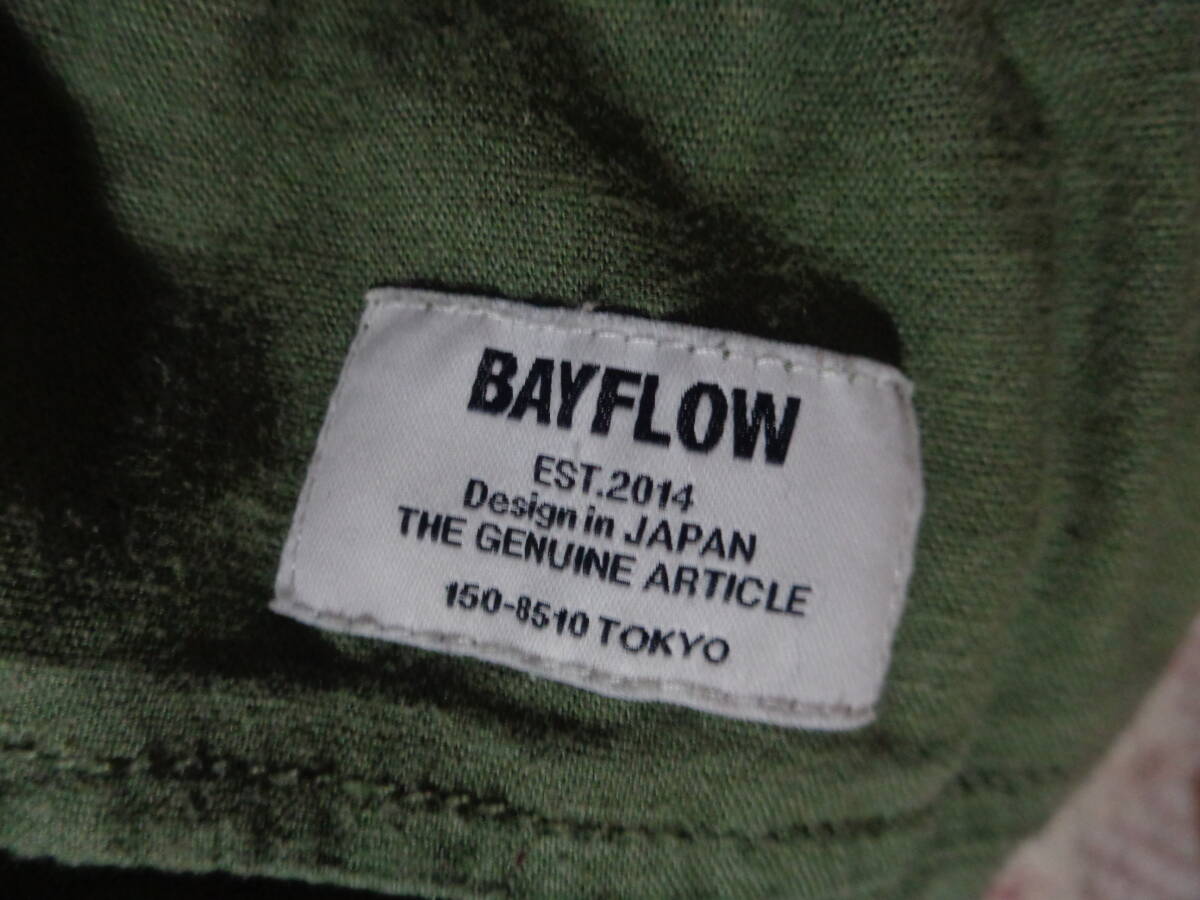 BAYFLOW
EST.2014
Design in JAPAN
THE GENUINE ARTICLE
150-8510 TOKYO